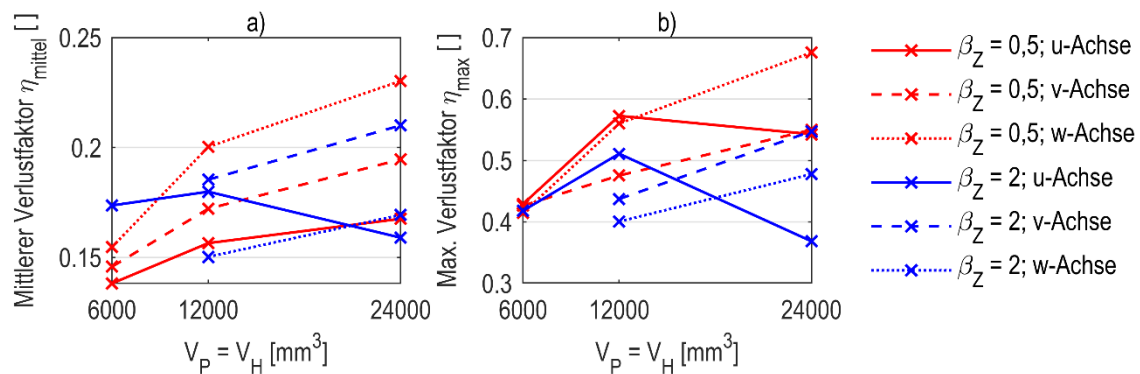 a)
Mittlerer Verlustfaktor η_mittel [ ]
0.25
0.2
0.15
6000
12000
24000
V_P = V_H [mm³]
b)
Max. Verlustfaktor η_max [ ]
0.7
0.6
0.5
0.4
0.3
6000
12000
24000
V_P = V_H [mm³]
β_Z = 0,5; u-Achse
β_Z = 0,5; v-Achse
β_Z = 0,5; w-Achse
β_Z = 2; u-Achse
β_Z = 2; v-Achse
β_Z = 2; w-Achse